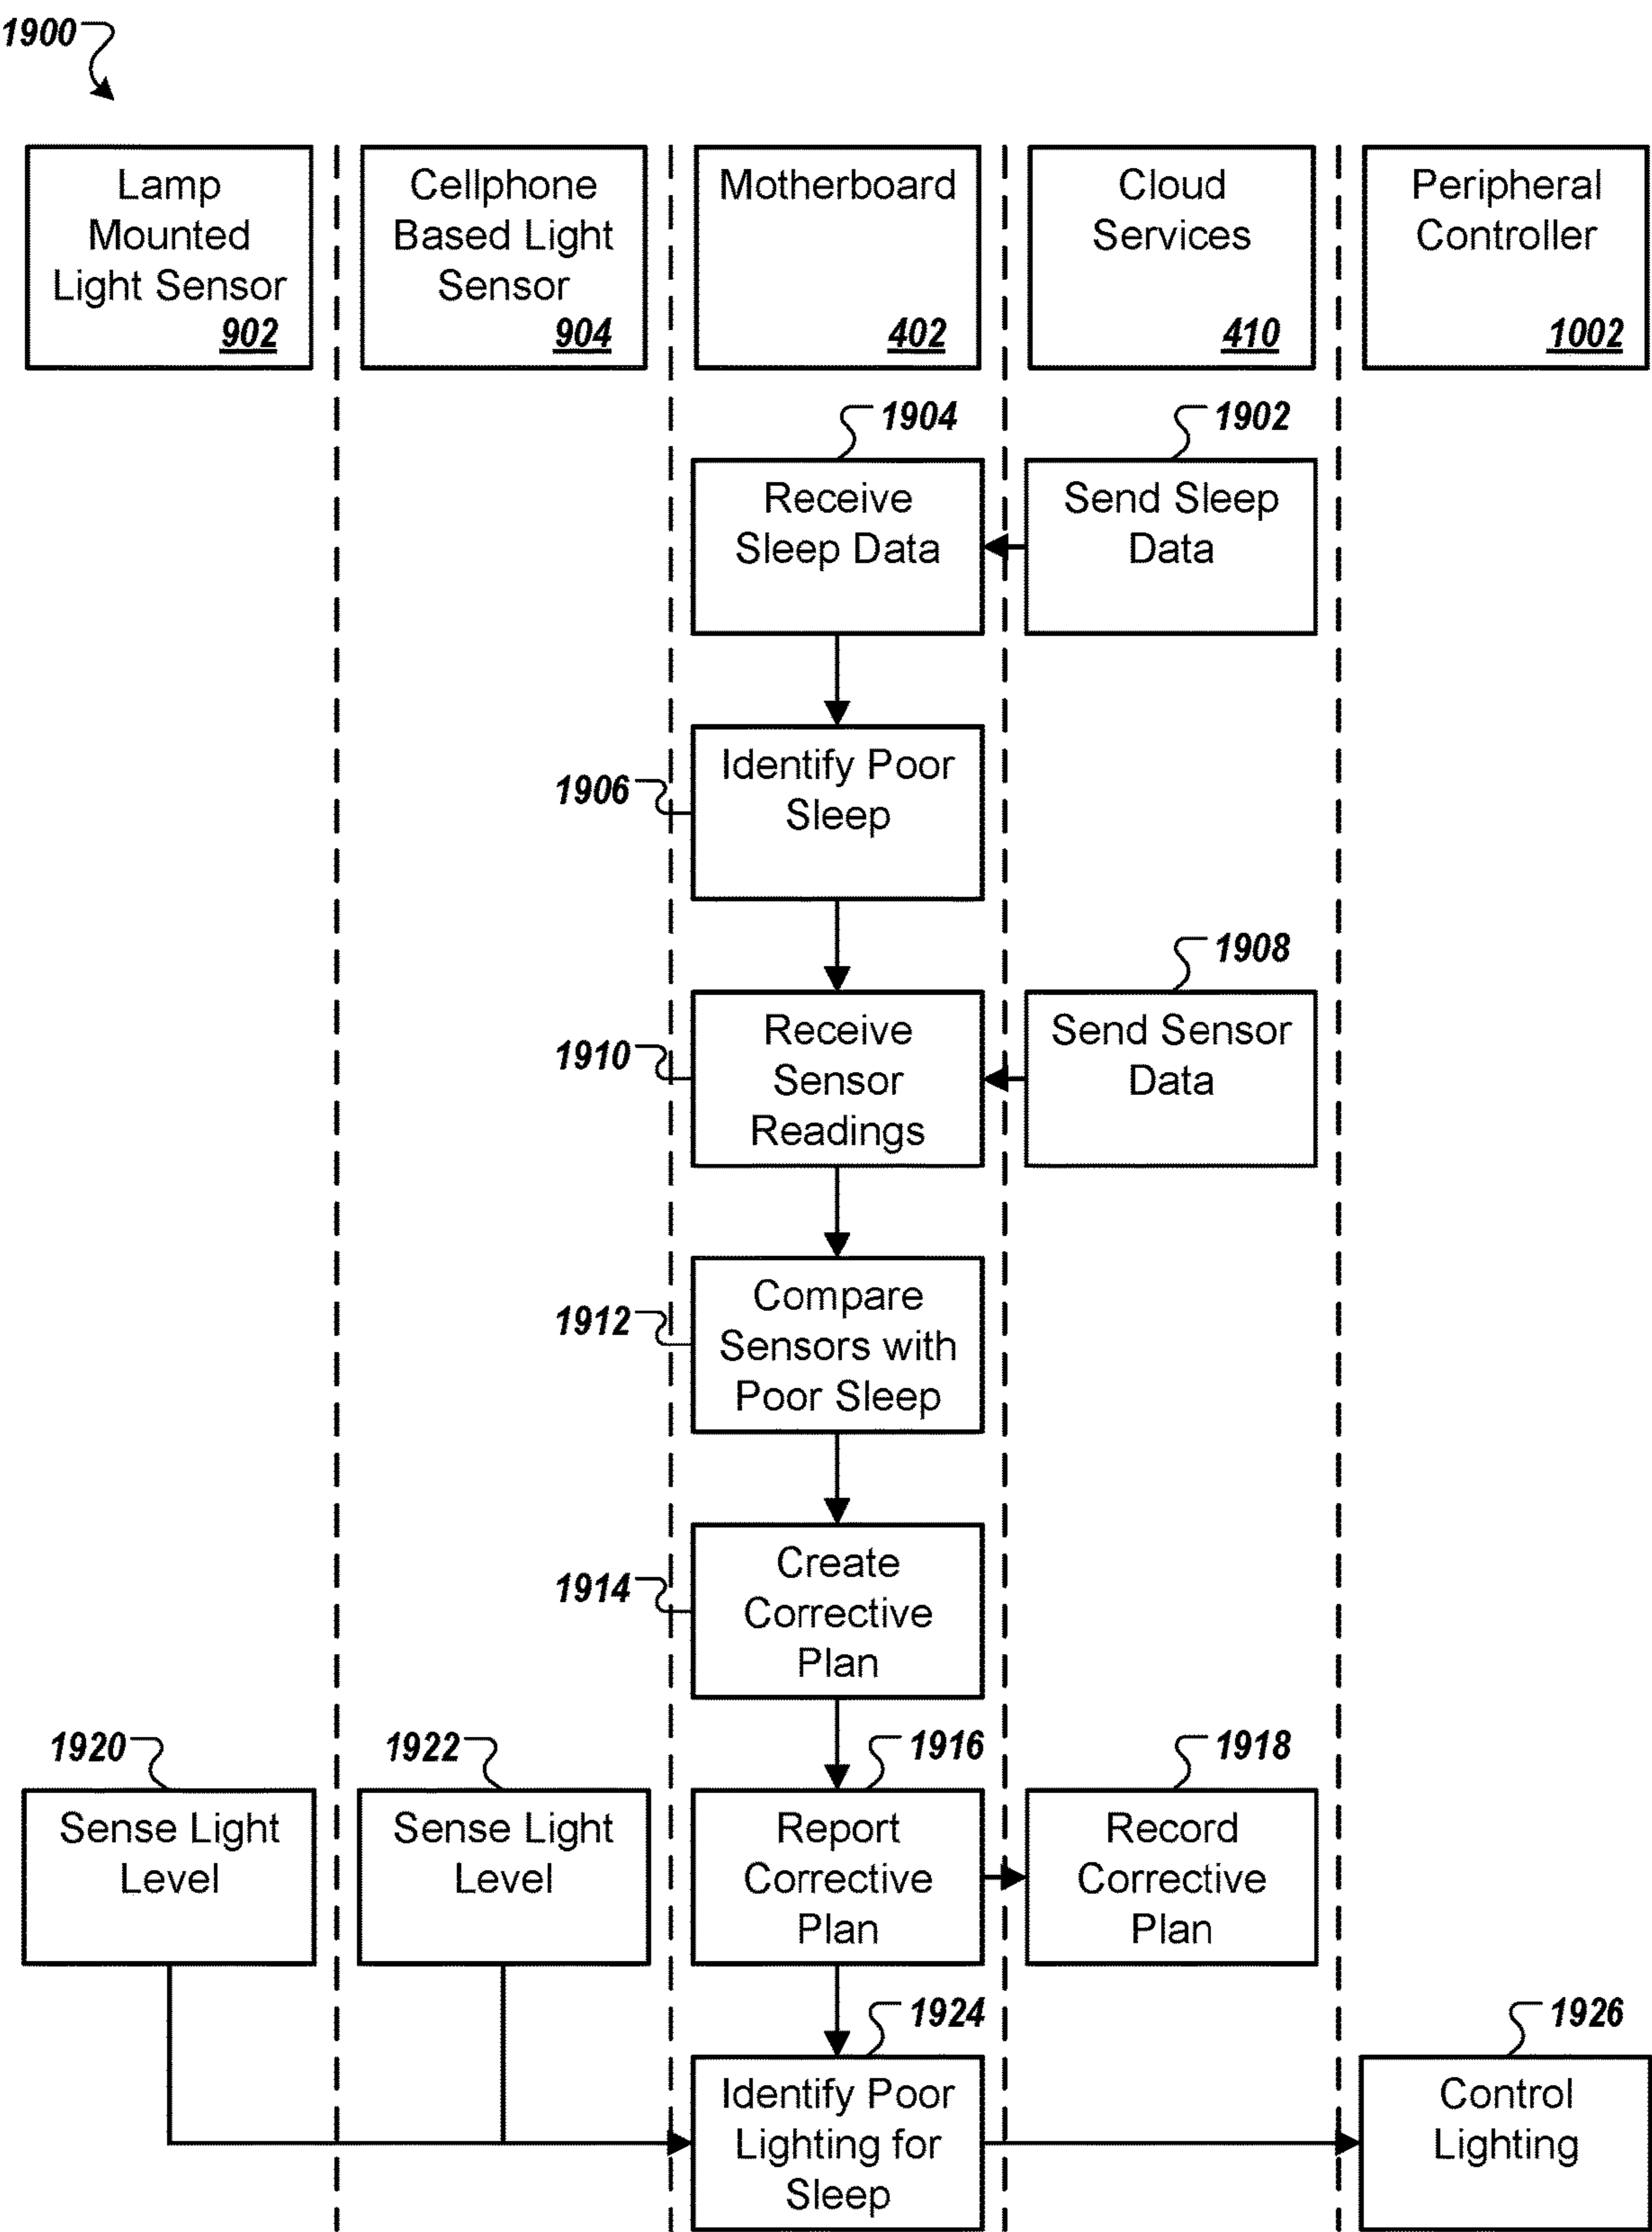 1900
Lamp
Mounted
Light Sensor
902
Cellphone
Based Light
Sensor
904
Motherboard
402
Cloud
Services
410
Peripheral
Controller
1002
1904
Receive
Sleep Data
1902
Send Sleep
Data
1906
Identify Poor
Sleep
1908
Send Sensor
Data
1910
Receive
Sensor
Readings
1912
Compare
Sensors with
Poor Sleep
1914
Create
Corrective
Plan
1920
Sense Light
Level
1922
Sense Light
Level
1916
Report
Corrective
Plan
1918
Record
Corrective
Plan
1924
Identify Poor
Lighting for
Sleep
1926
Control
Lighting